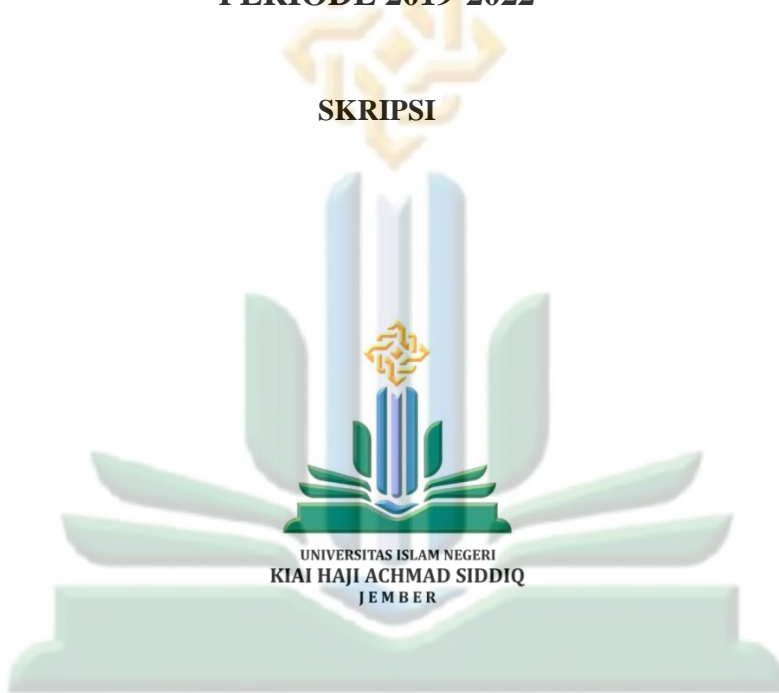 PERIODE 2019-2022
SKRIPSI
UNIVERSITAS ISLAM NEGERI
KIAI HAJI ACHMAD SIDDIQ
JEMBER